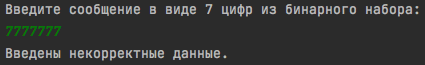 Введите сообщение в виде 7 цифр из бинарного набора:
7777777
Введены некорректные данные.